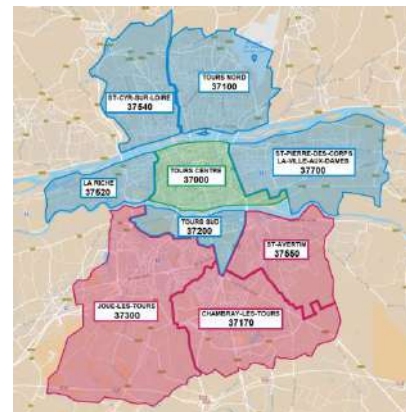 TOURS NORD
37100
ST-CYR-SUR-LOIRE
37540
ST-PIERRE-DES-CORPS
LA-VILLE-AUX-DAMES
37700
TOURS CENTRE
37000
LA RICHE
37520
TOURS SUD
37200
ST-AVERTIN
37550
JOUE-LES-TOURS
37300
CHAMBRAY-LES-TOURS
37170